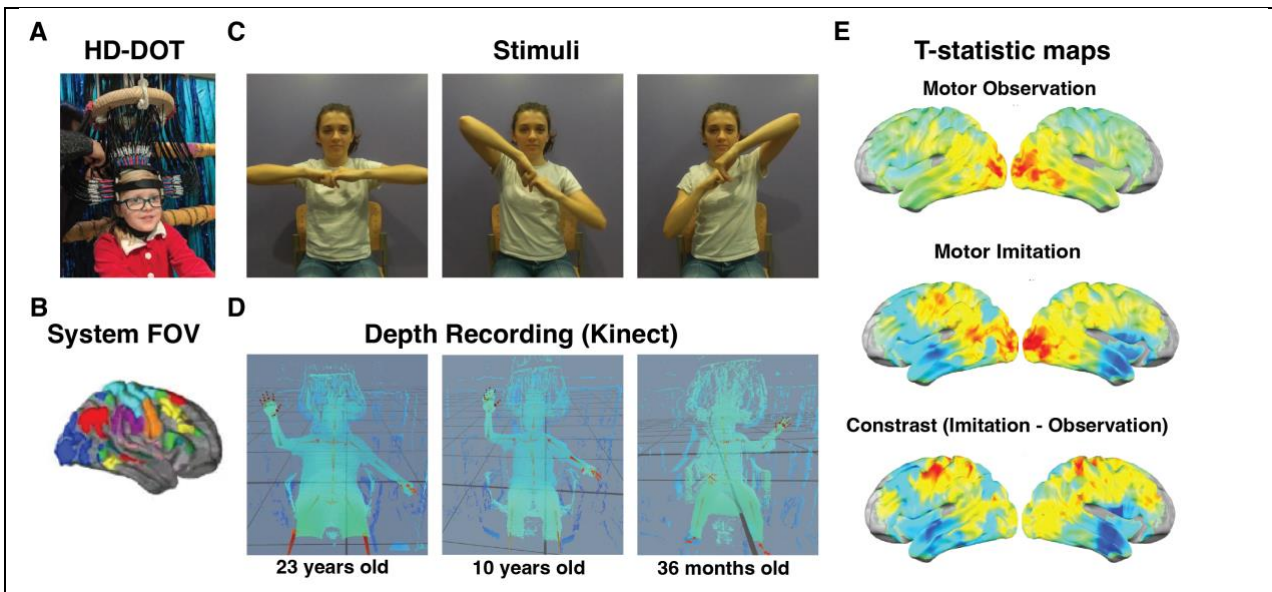 A
HD-DOT
B
System FOV
C
Stimuli
D
Depth Recording (Kinect)
23 years old
10 years old
36 months old
E
T-statistic maps
Motor Observation
Motor Imitation
Constrast (Imitation - Observation)